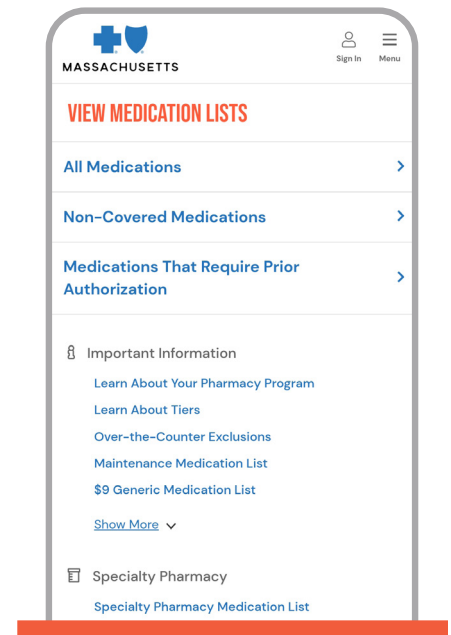 MASSACHUSETTS
Sign In
Menu
VIEW MEDICATION LISTS
All Medications
Non-Covered Medications
Medications That Require Prior
Authorization
Important Information
Learn About Your Pharmacy Program
Learn About Tiers
Over-the-Counter Exclusions
Maintenance Medication List
$9 Generic Medication List
Show More
Specialty Pharmacy
Specialty Pharmacy Medication List